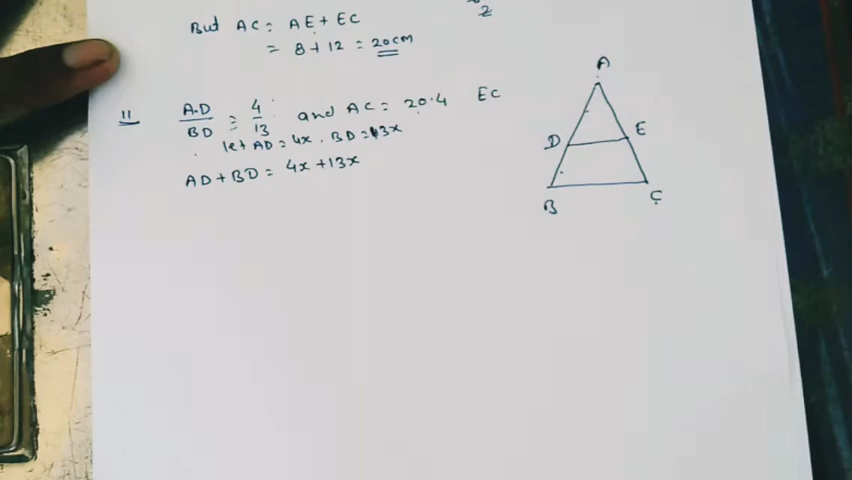 But AC = AE + EC
= 8 + 12 = 20cm
2
11 AD/BD = 4/13 and AC = 20.4 EC
let AD = 4x . BD = 13x
AD + BD = 4x + 13x
A
D E
B C